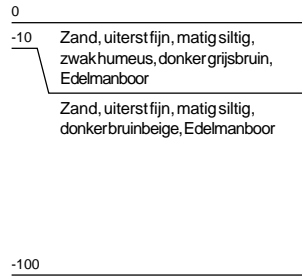 0
-10
Zand, uiterst fijn, matig siltig,
zwak humeus, donker grijsbruin,
Edelmanboor
Zand, uiterst fijn, matig siltig,
donker bruinbeige, Edelmanboor
-100